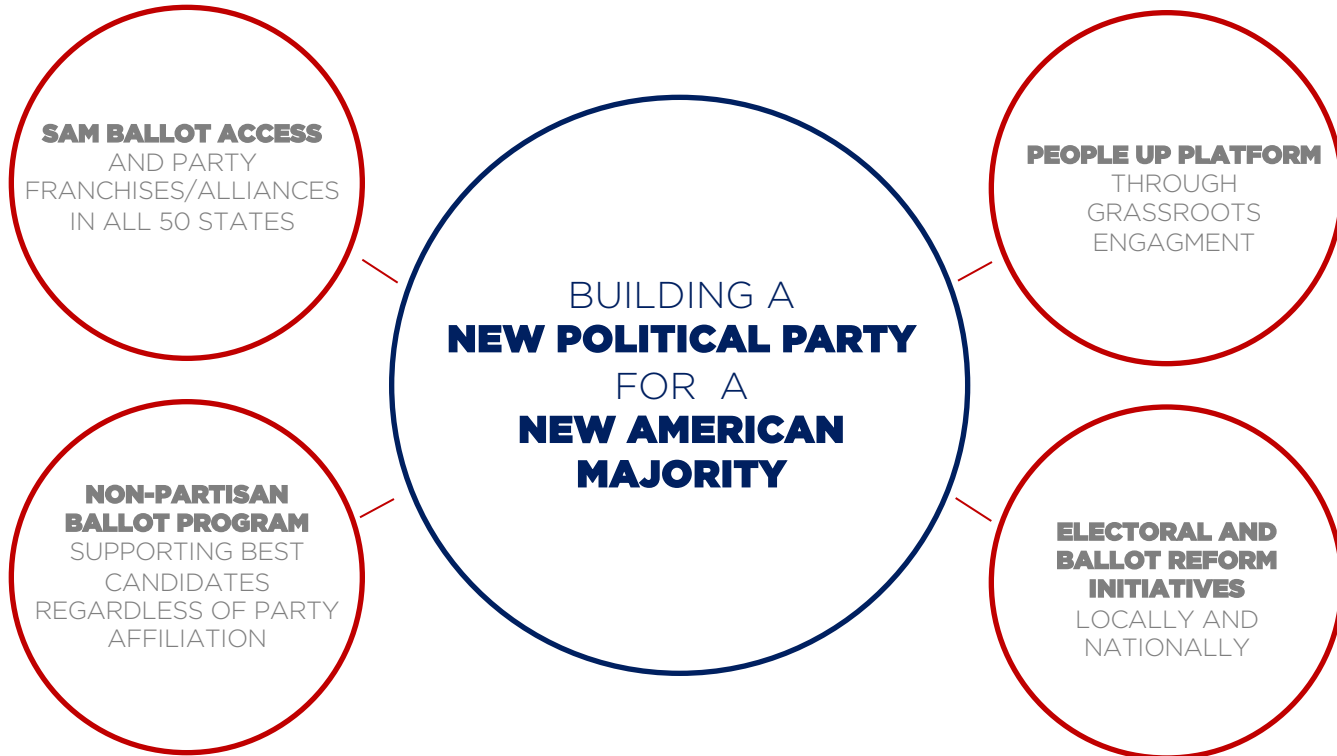 SAM BALLOT ACCESS
AND PARTY
FRANCHISES/ALLIANCES
IN ALL 50 STATES
PEOPLE UP PLATFORM
THROUGH
GRASSROOTS
ENGAGMENT
BUILDING A
NEW POLITICAL PARTY
FOR A
NEW AMERICAN
MAJORITY
NON-PARTISAN
BALLOT PROGRAM
SUPPORTING BEST
CANDIDATES
REGARDLESS OF PARTY
AFFILIATION
ELECTORAL AND
BALLOT REFORM
INITIATIVES
LOCALLY AND
NATIONALLY